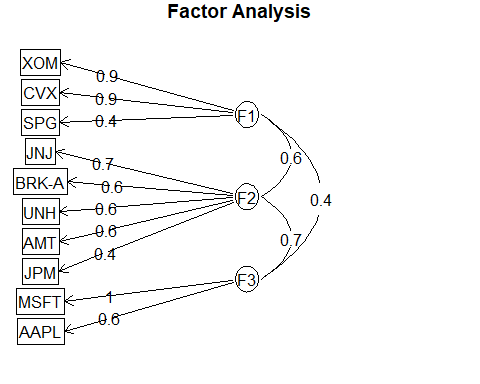 Factor Analysis
XOM
0.9
CVX
0.9
SPG
0.4
F1
JNJ
0.7
0.6
BRK-A
0.6
F2
0.4
UNH
0.6
AMT
0.6
0.7
JPM
0.4
F3
MSFT
1
AAPL
0.6